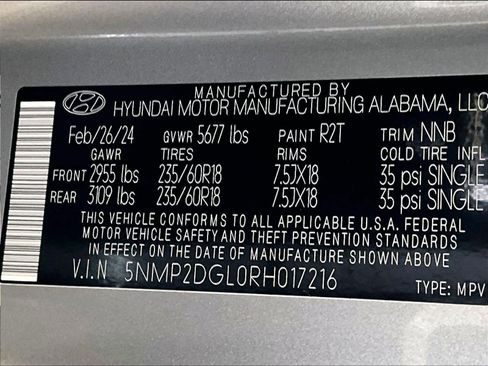 MANUFACTURED BY
HYUNDAI MOTOR MANUFACTURING ALABAMA, LLC
Feb/26/24 GVWR 5677 lbs PAINT R2T TRIM NNB
GAWR TIRES RIMS COLD TIRE INFL
FRONT 2955 lbs 235/60R18 7.5JX18 35 psi SINGLE
REAR 3109 lbs 235/60R18 7.5JX18 35 psi SINGLE
THIS VEHICLE CONFORMS TO ALL APPLICABLE U.S.A. FEDERAL
MOTOR VEHICLE SAFETY AND THEFT PREVENTION STANDARDS
IN EFFECT ON THE DATE OF MANUFACTURE SHOWN ABOVE.
V.I.N 5NMP2DGL0RH017216
TYPE: MPV